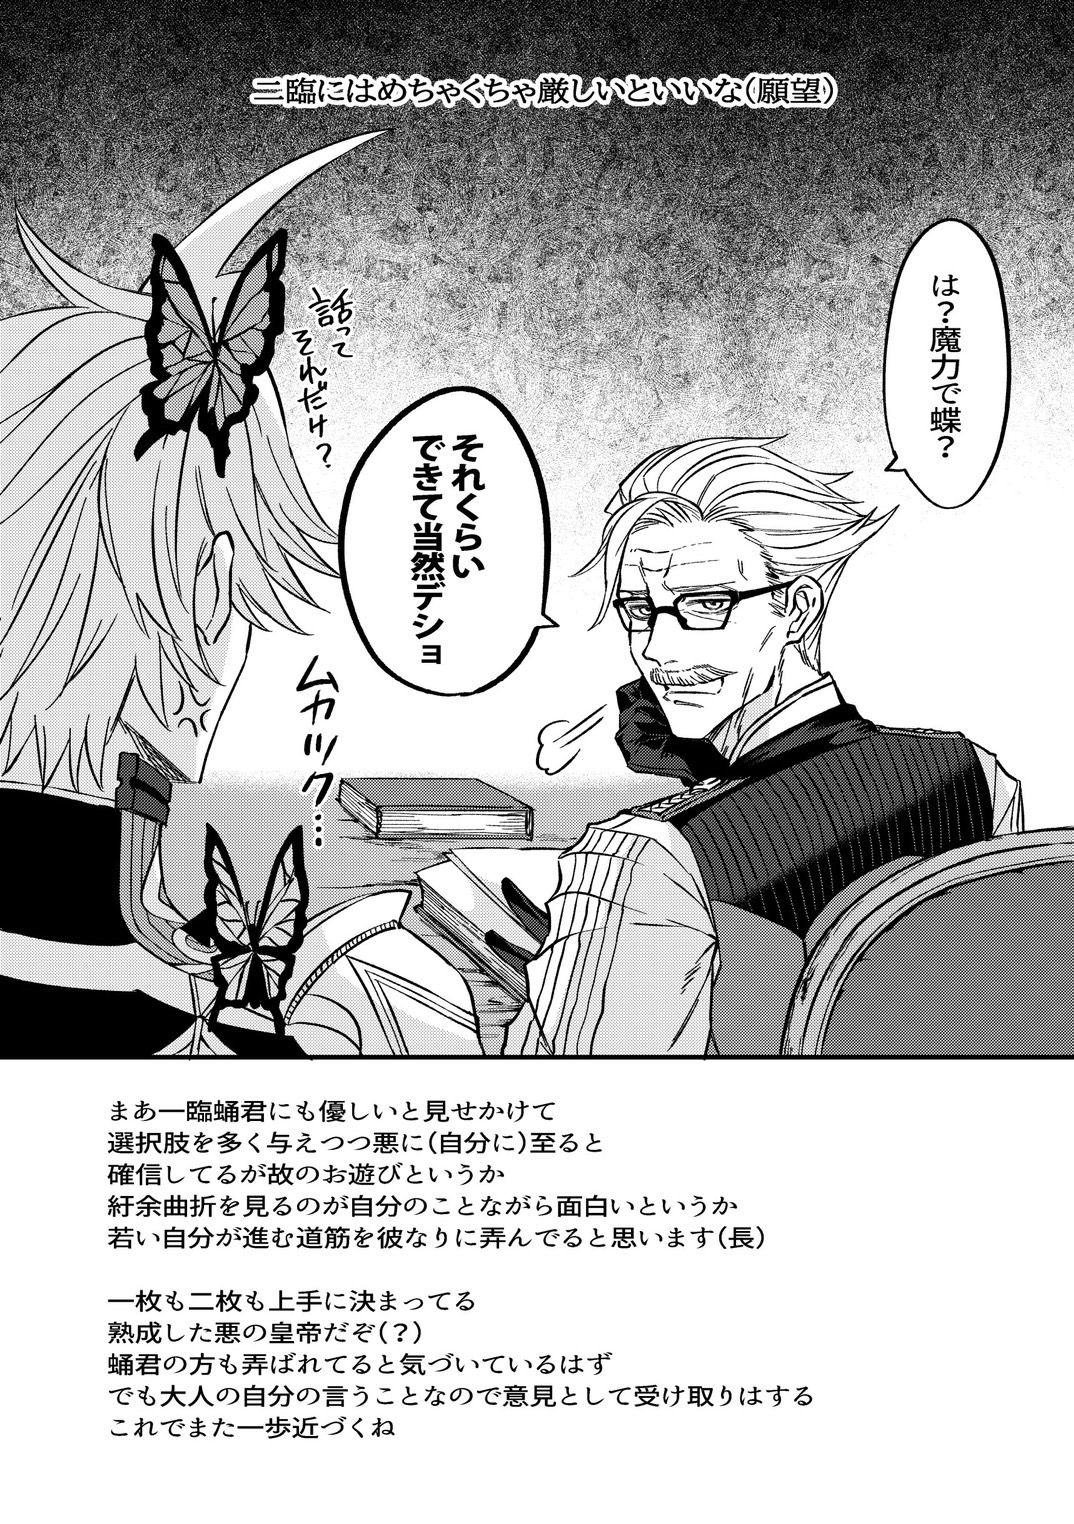 二臨にはめちゃくちゃ厳しいといいな(願望)
は?魔力で蝶?
それくらい
できて当然デショ
話って
それだけ?
ムカツク…
まあ一臨蛹君にも優しいと見せかけて
選択肢を多く与えつつ悪に(自分に)至ると
確信してるが故のお遊びというか
紆余曲折を見るのが自分のことながら面白いというか
若い自分が進む道筋を彼なりに弄んでると思います(長)
一枚も二枚も上手に決まってる
熟成した悪の皇帝だぞ(?)
蛹君の方も弄ばれてると気づいているはず
でも大人の自分の言うことなので意見として受け取りはする
これでまた一歩近づくね